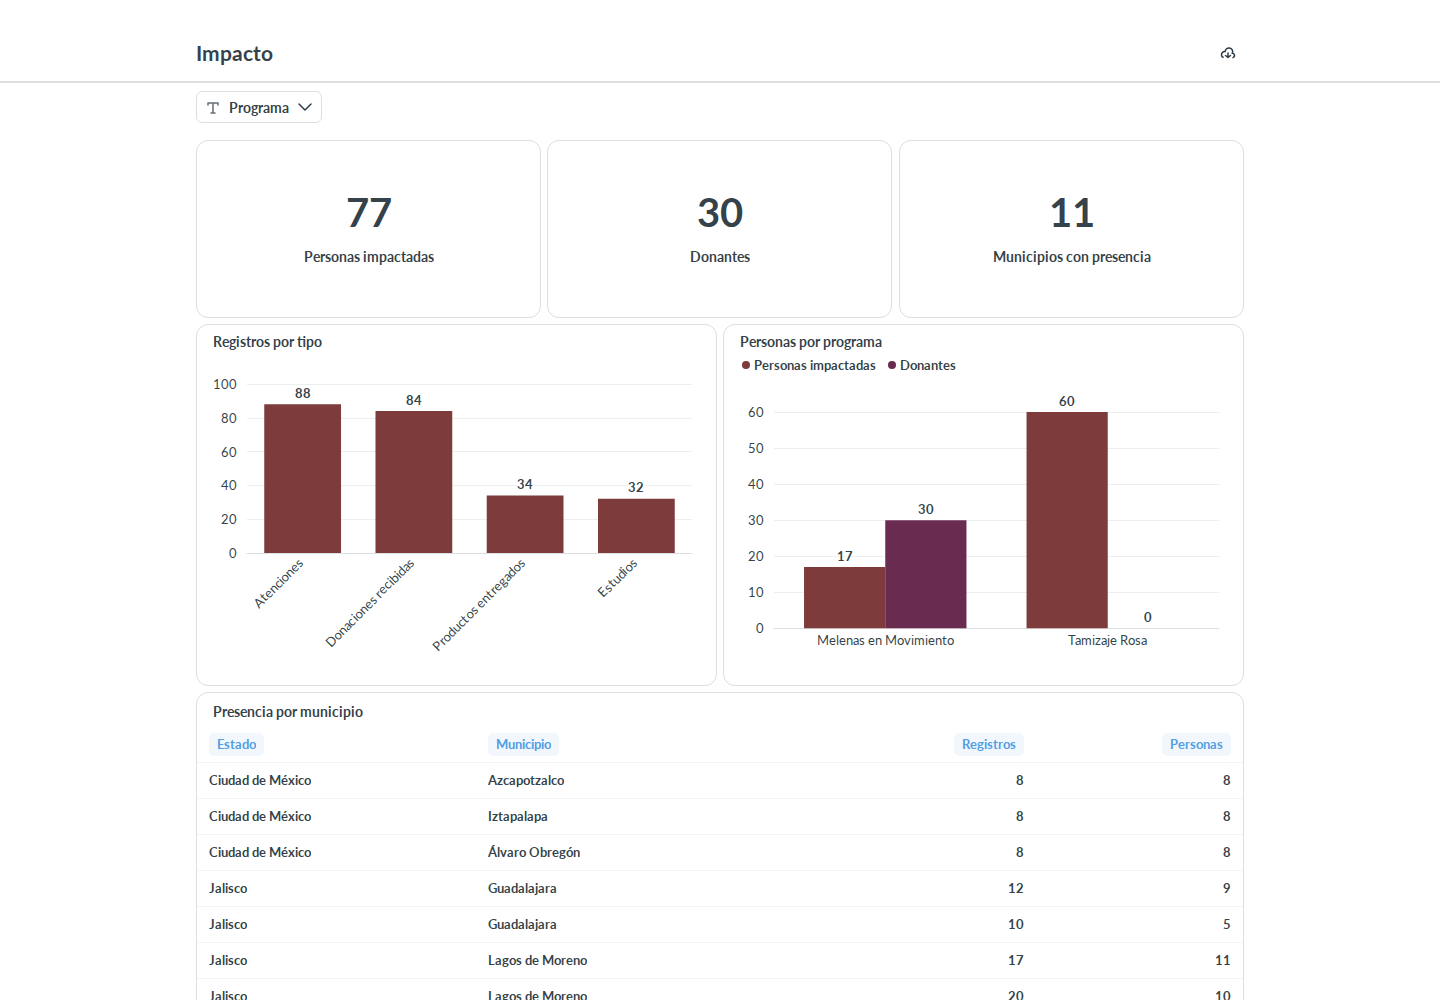 Impacto
Programa
77
Personas impactadas
30
Donantes
11
Municipios con presencia
Registros por tipo
100
80
60
40
20
0
88
84
34
32
Atenciones
Donaciones recibidas
Productos entregados
Estudios
Personas por programa
Personas impactadas Donantes
60
50
40
30
20
10
0
17
30
60
0
Melenas en Movimiento
Tamizaje Rosa
Presencia por municipio
Estado Municipio Registros Personas
Ciudad de México Azcapotzalco 8 8
Ciudad de México Iztapalapa 8 8
Ciudad de México Álvaro Obregón 8 8
Jalisco Guadalajara 12 9
Jalisco Guadalajara 10 5
Jalisco Lagos de Moreno 17 11
Jalisco Lagos de Moreno 20 10